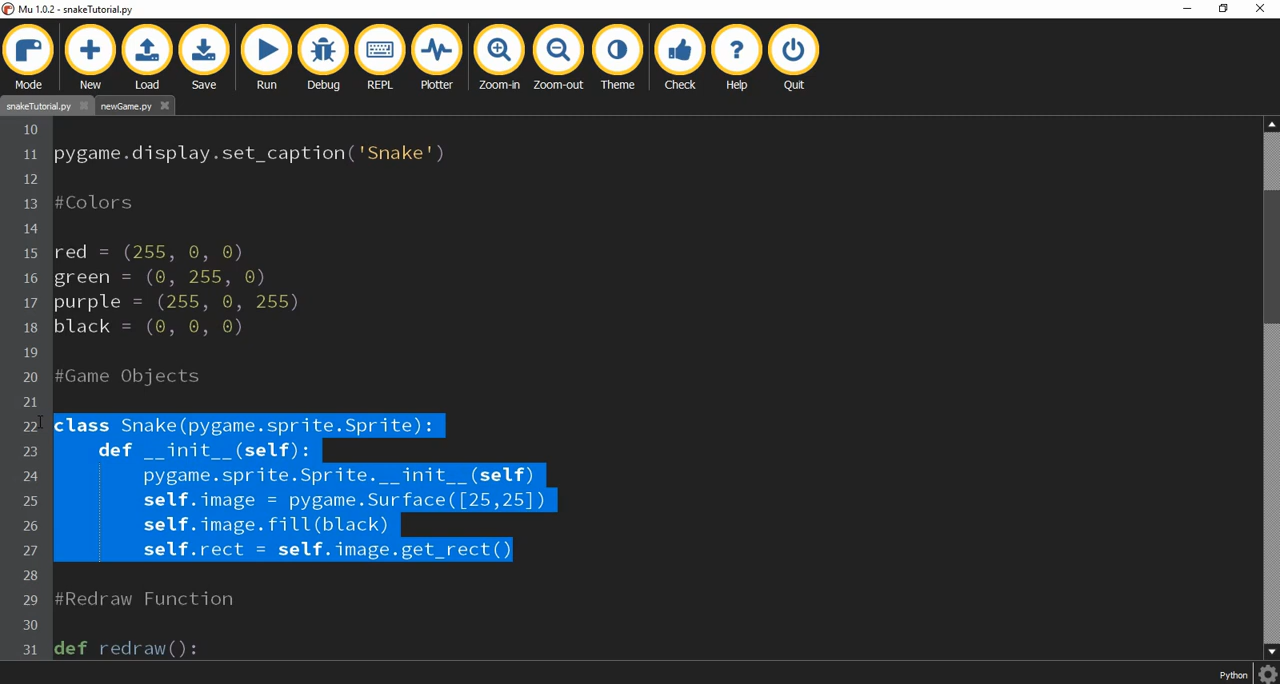 Mu 1.0.2 - snakeTutorial.py
Mode New Load Save Run Debug REPL Plotter Zoom-in Zoom-out Theme Check Help Quit
snakeTutorial.py newGame.py
10
11 pygame.display.set_caption('Snake')
12
13 #Colors
14
15 red = (255, 0, 0)
16 green = (0, 255, 0)
17 purple = (255, 0, 255)
18 black = (0, 0, 0)
19
20 #Game Objects
21
22 class Snake(pygame.sprite.Sprite):
23 def __init__(self):
24 pygame.sprite.Sprite.__init__(self)
25 self.image = pygame.Surface([25,25])
26 self.image.fill(black)
27 self.rect = self.image.get_rect()
28
29 #Redraw Function
30
31 def redraw():
Python